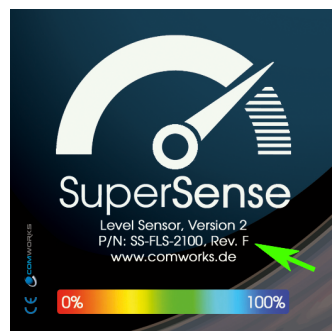 SuperSense
Level Sensor, Version 2
P/N: SS-FLS-2100, Rev. F
www.comworks.de
COMWORKS
CE
0%
100%